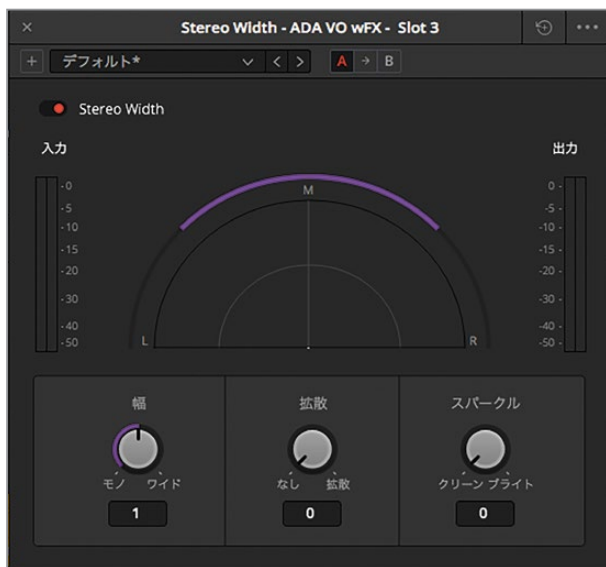 × Stereo Width - ADA VO wFX - Slot 3 •••
+ デフォルト* < > A → B
Stereo Width
入力 出力
-0 0-
-5 -5-
-10 -10-
-15 -15-
-20 -20-
-30 -30-
-40 -40-
-50 -50-
M
L R
幅 拡散 スパークル
モノ ワイド なし 拡散 クリーン ブライト
1 0 0